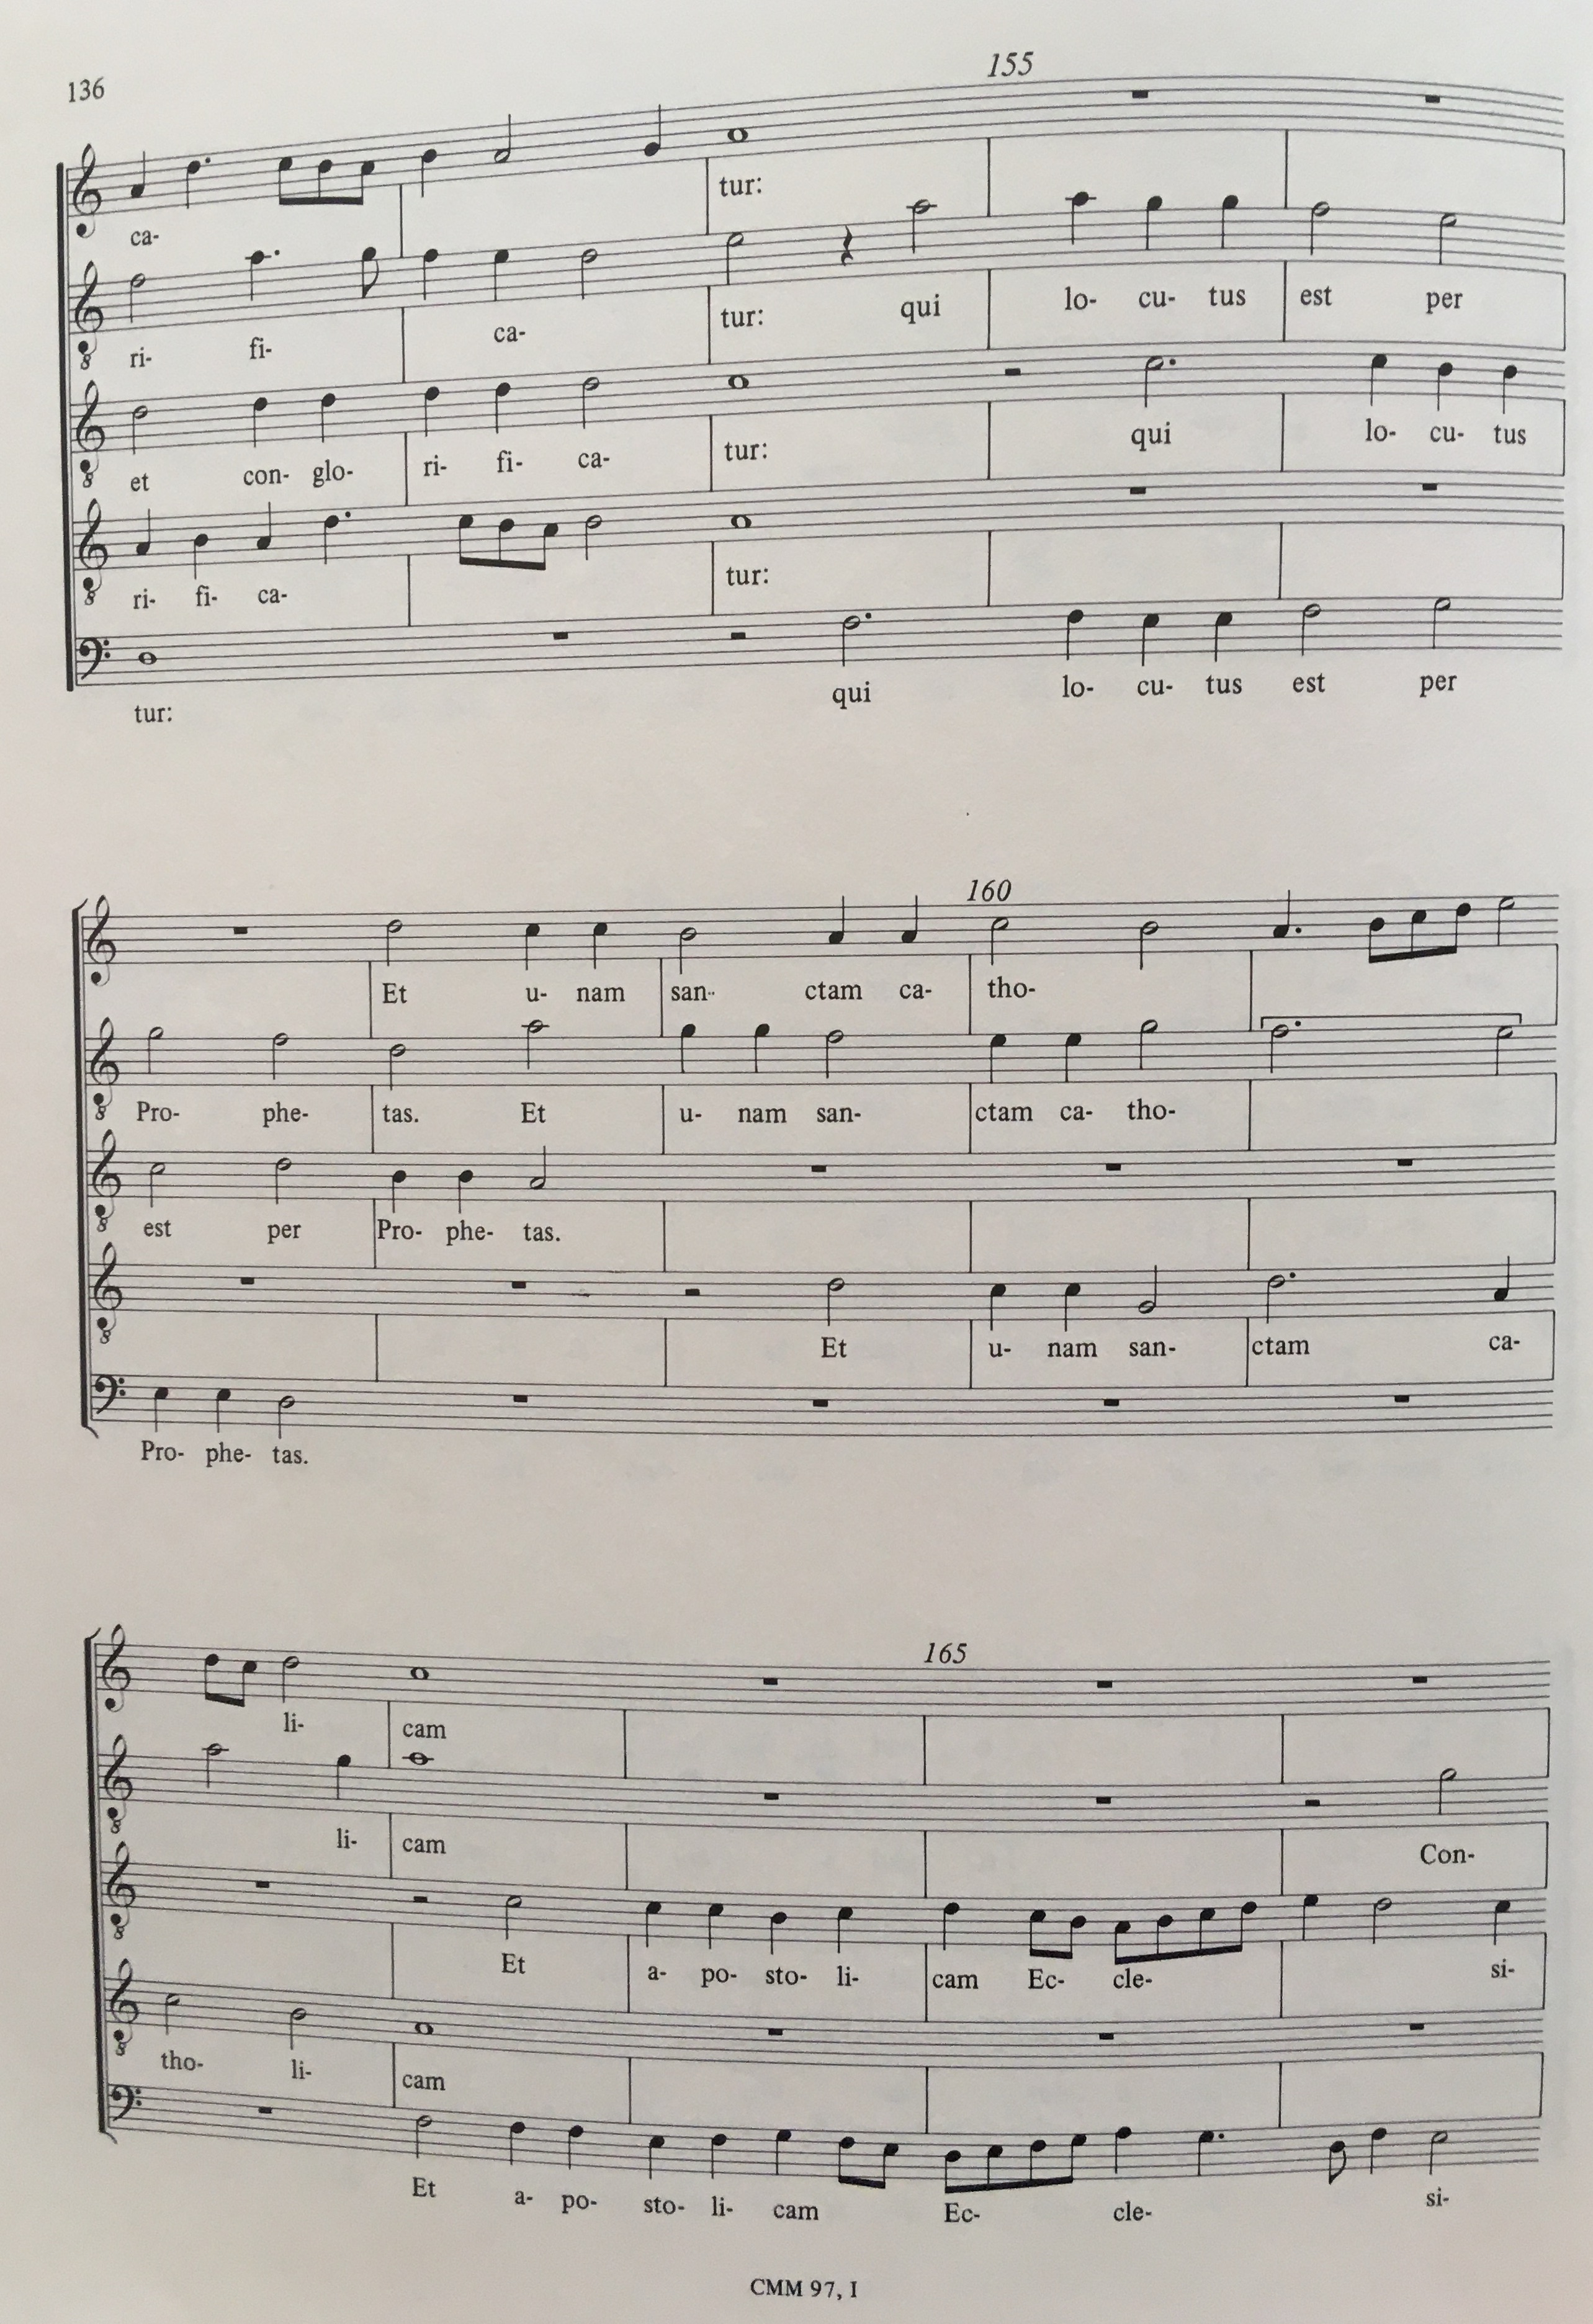 136
155
ca- tur:
ri- fi- ca- tur: qui lo- cu- tus est per
et con- glo- ri- fi- ca- tur: qui lo- cu- tus
ri- fi- ca- tur:
tur: qui lo- cu- tus est per
160
Et u- nam san- ctam ca- tho-
Pro- phe- tas. Et u- nam san- ctam ca- tho-
est per Pro- phe- tas.
Et u- nam san- ctam ca-
Pro- phe- tas.
165
li- cam
li- cam Con-
Et a- po- sto- li- cam Ec- cle- si-
tho- li- cam
Et a- po- sto- li- cam Ec- cle- si-
CMM 97, I